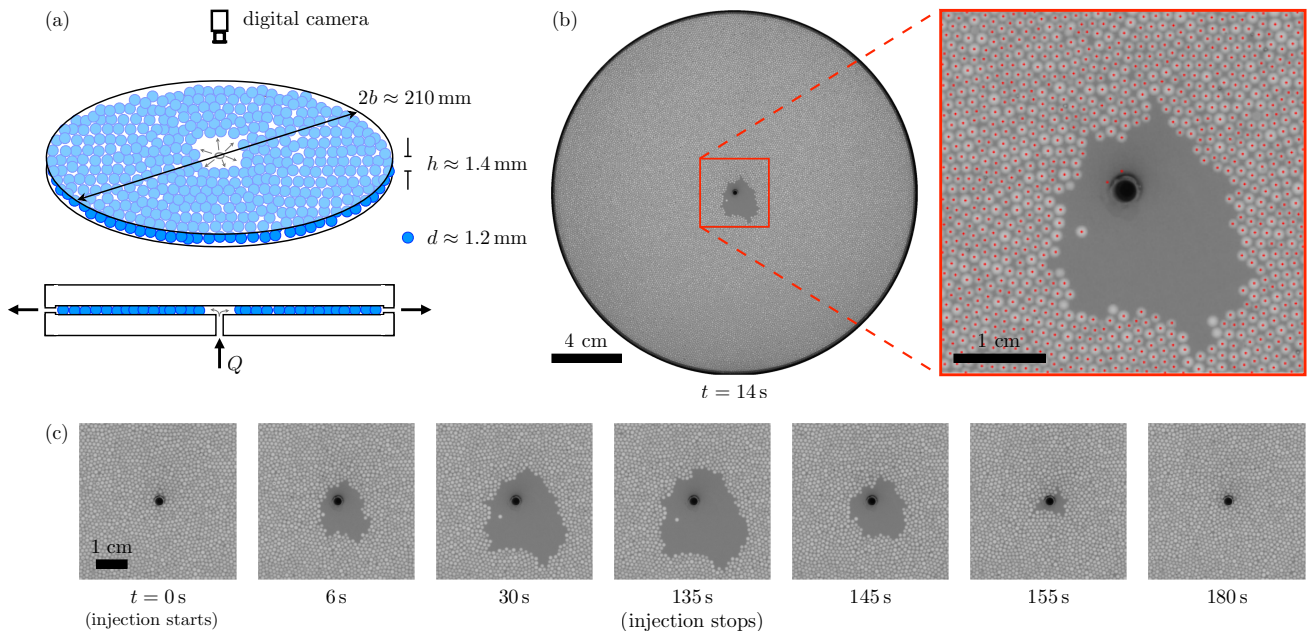 (a)
digital camera
2b ≈ 210 mm
h ≈ 1.4 mm
d ≈ 1.2 mm
Q
(b)
4 cm
t = 14 s
1 cm
(c)
1 cm
t = 0 s
(injection starts)
6 s
30 s
135 s
(injection stops)
145 s
155 s
180 s